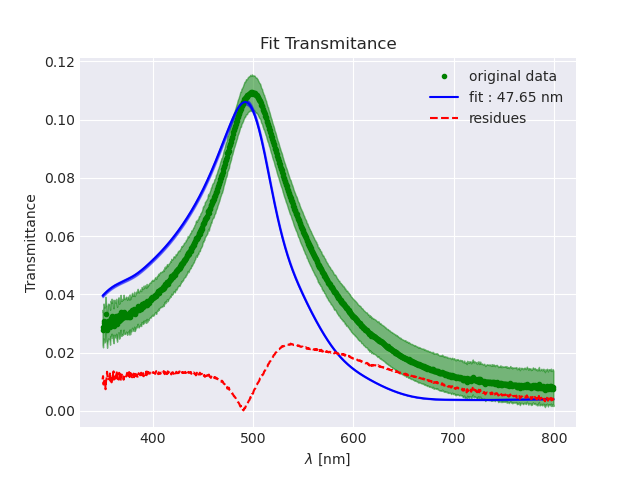 Fit Transmitance
0.12
0.10
0.08
0.06
0.04
0.02
0.00
Transmittance
original data
fit : 47.65 nm
residues
400 500 600 700 800
λ [nm]